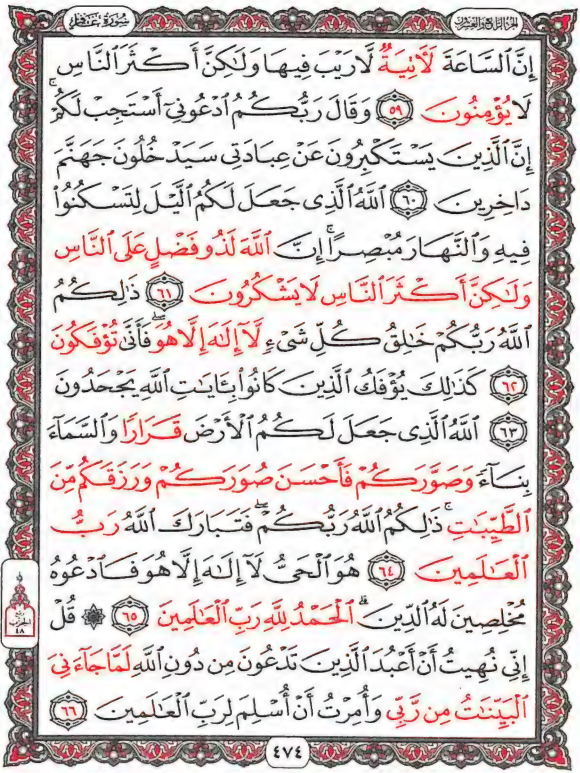 الجزء الرابع والعشرون
سورة غافر
إِنَّ ٱلسَّاعَةَ لَأٓتِيَةٌ لَّا رَيْبَ فِيهَا وَلَٰكِنَّ أَكْثَرَ ٱلنَّاسِ
لَا يُؤْمِنُونَ ٥٩ وَقَالَ رَبُّكُمُ ٱدْعُونِىٓ أَسْتَجِبْ لَكُمْ ۚ
إِنَّ ٱلَّذِينَ يَسْتَكْبِرُونَ عَنْ عِبَادَتِى سَيَدْخُلُونَ جَهَنَّمَ
دَاخِرِينَ ٦٠ ٱللَّهُ ٱلَّذِى جَعَلَ لَكُمُ ٱلَّيْلَ لِتَسْكُنُوا۟
فِيهِ وَٱلنَّهَارَ مُبْصِرًا ۚ إِنَّ ٱللَّهَ لَذُو فَضْلٍ عَلَى ٱلنَّاسِ
وَلَٰكِنَّ أَكْثَرَ ٱلنَّاسِ لَا يَشْكُرُونَ ٦١ ذَٰلِكُمُ
ٱللَّهُ رَبُّكُمْ خَٰلِقُ كُلِّ شَىْءٍ لَّآ إِلَٰهَ إِلَّا هُوَ ۖ فَأَنَّىٰ تُؤْفَكُونَ
٦٢ كَذَٰلِكَ يُؤْفَكُ ٱلَّذِينَ كَانُوا۟ بِـَٔايَٰتِ ٱللَّهِ يَجْحَدُونَ
٦٣ ٱللَّهُ ٱلَّذِى جَعَلَ لَكُمُ ٱلْأَرْضَ قَرَارًا وَٱلسَّمَآءَ
بِنَآءً وَصَوَّرَكُمْ فَأَحْسَنَ صُوَرَكُمْ وَرَزَقَكُم مِّنَ
ٱلطَّيِّبَٰتِ ۚ ذَٰلِكُمُ ٱللَّهُ رَبُّكُمْ ۖ فَتَبَارَكَ ٱللَّهُ رَبُّ
ٱلْعَٰلَمِينَ ٦٤ هُوَ ٱلْحَىُّ لَآ إِلَٰهَ إِلَّا هُوَ فَٱدْعُوهُ
مُخْلِصِينَ لَهُ ٱلدِّينَ ۗ ٱلْحَمْدُ لِلَّهِ رَبِّ ٱلْعَٰلَمِينَ ٦٥ ۞ قُلْ
إِنِّى نُهِيتُ أَنْ أَعْبُدَ ٱلَّذِينَ تَدْعُونَ مِن دُونِ ٱللَّهِ لَمَّا جَآءَنِىَ
ٱلْبَيِّنَٰتُ مِن رَّبِّى وَأُمِرْتُ أَنْ أُسْلِمَ لِرَبِّ ٱلْعَٰلَمِينَ ٦٦
ربع
الحزب
٤٨
٤٧٤